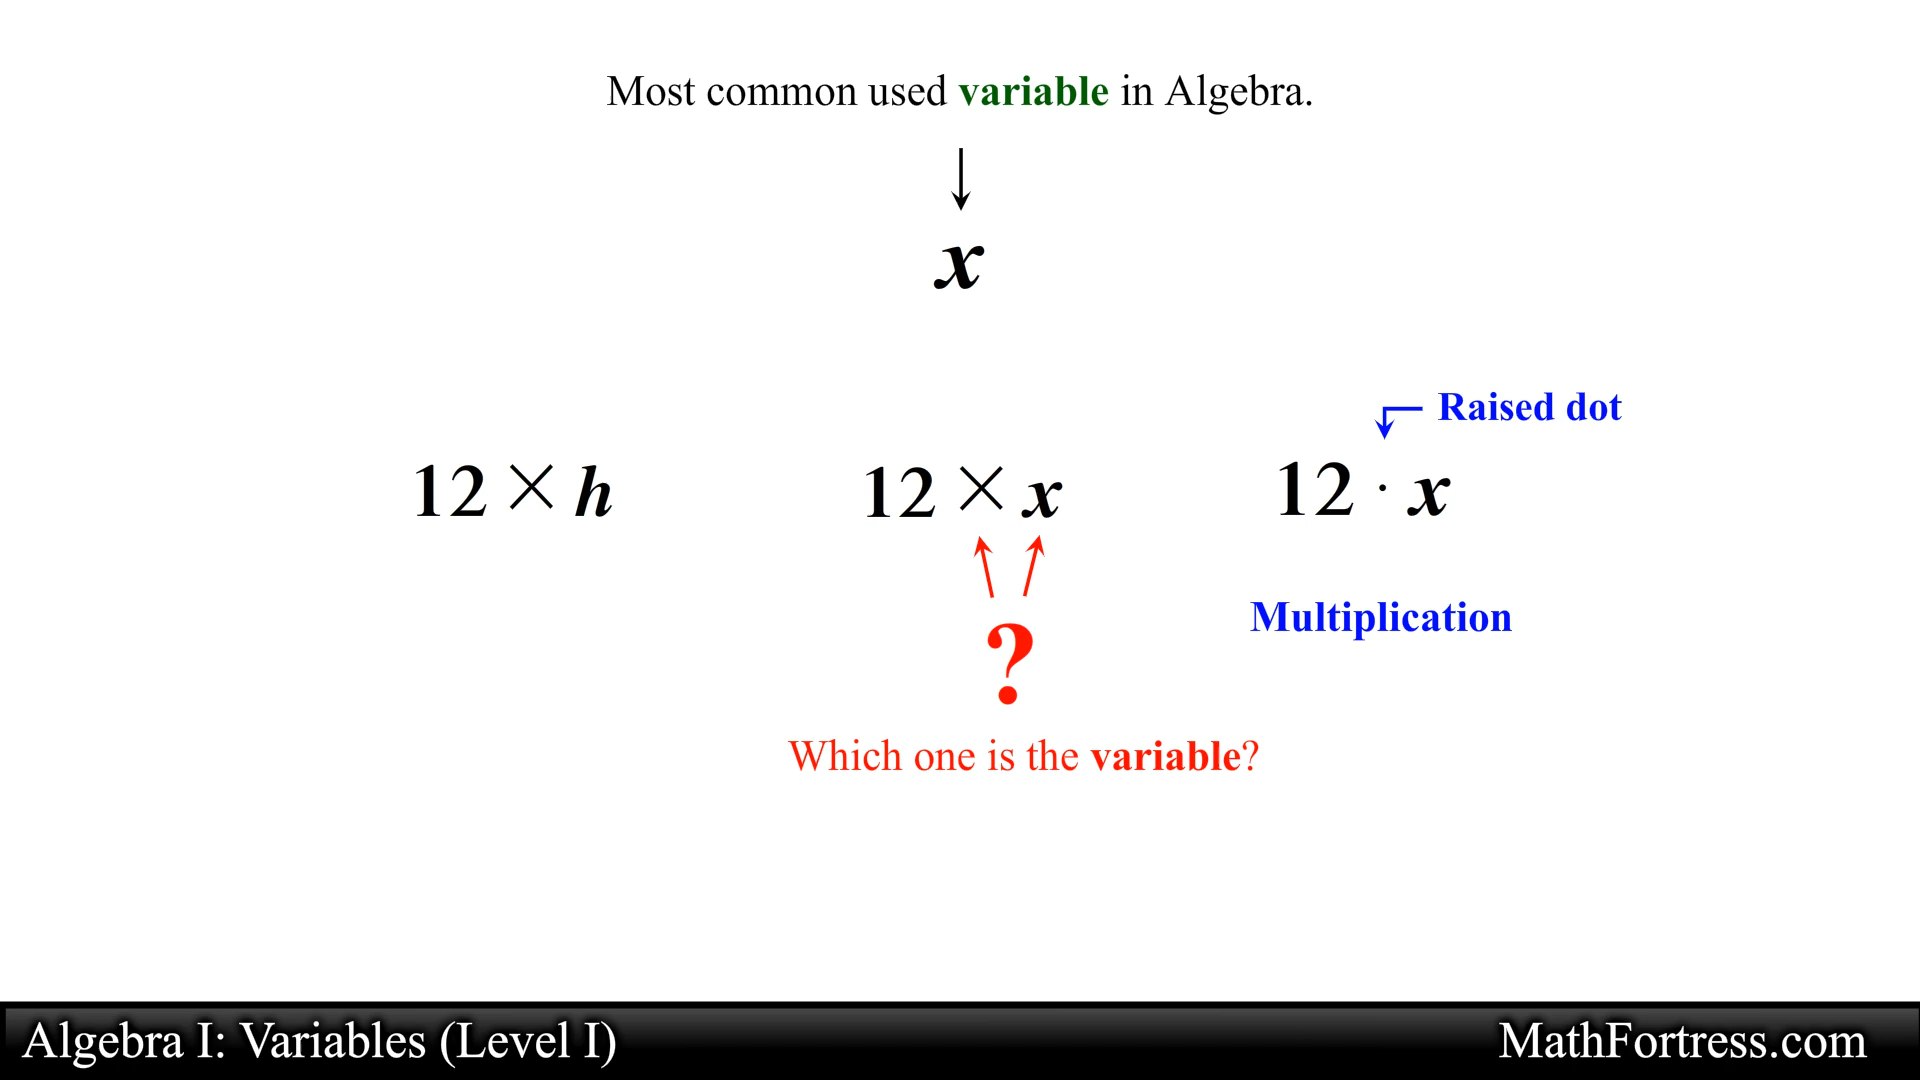 Most common used variable in Algebra.
x
Raised dot
12 × h
12 × x
12 · x
Multiplication
?
Which one is the variable?
Algebra I: Variables (Level I)
MathFortress.com